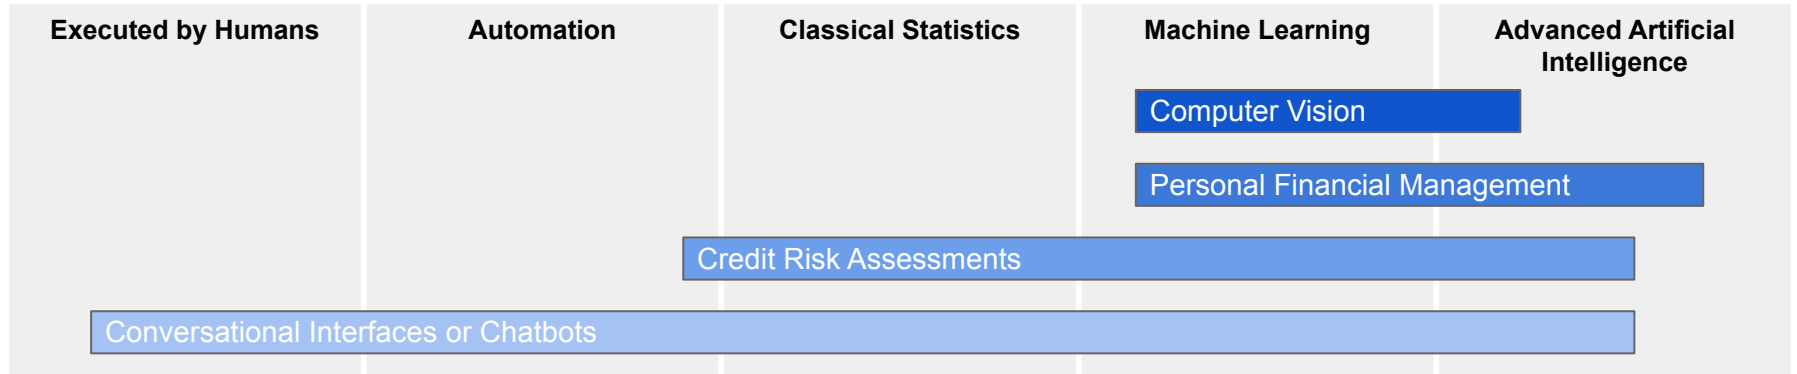 Executed by Humans
Automation
Classical Statistics
Machine Learning
Advanced Artificial
Intelligence
Computer Vision
Personal Financial Management
Credit Risk Assessments
Conversational Interfaces or Chatbots